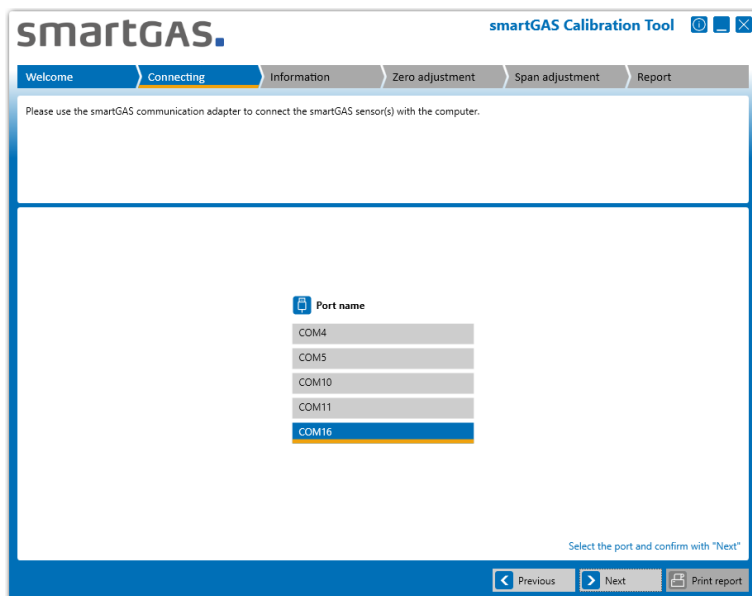 smartGAS.
smartGAS Calibration Tool
Welcome
Connecting
Information
Zero adjustment
Span adjustment
Report
Please use the smartGAS communication adapter to connect the smartGAS sensor(s) with the computer.
Port name
COM4
COM5
COM10
COM11
COM16
Select the port and confirm with "Next"
Previous
Next
Print report